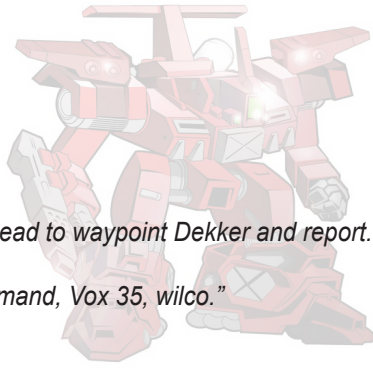 ead to waypoint Dekker and report.
mand, Vox 35, wilco.”